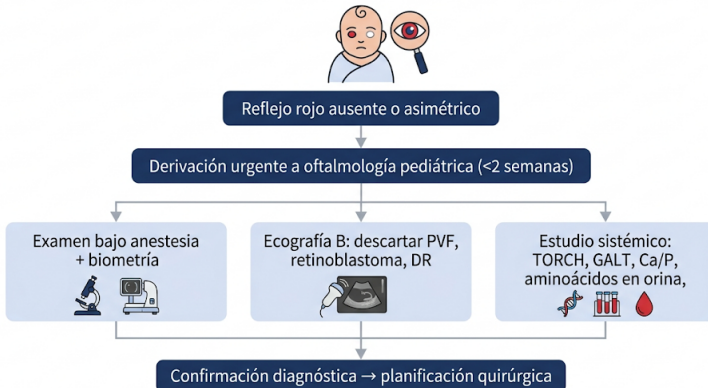 Reflejo rojo ausente o asimétrico
Derivación urgente a oftalmología pediátrica (<2 semanas)
Examen bajo anestesia
+ biometría
Ecografía B: descartar PVF,
retinoblastoma, DR
Estudio sistémico:
TORCH, GALT, Ca/P,
aminoácidos en orina,
Confirmación diagnóstica → planificación quirúrgica